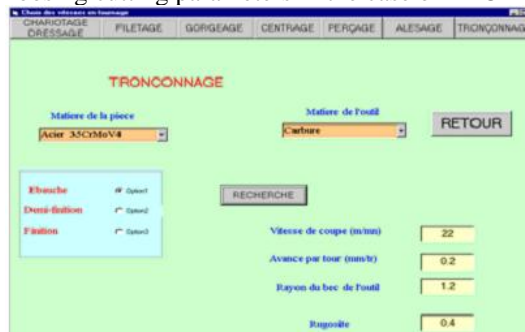 Choix des vitesses en tournage
CHARIOTAGE DRESSAGE FILETAGE GORGEAGE CENTRAGE PERÇAGE ALESAGE TRONÇONNAG
TRONCONNAGE
Matiere de la piece Matiere de l'outil
Acier 35CrMoV4 Carbure RETOUR
Ebauche Option1 RECHERCHE
Demi-finition Option2
Finition Option3 Vitesse de coupe (m/mn) 22
Avance par tour (mm/tr) 0.2
Rayon du bec de l'outil 1.2
Rugosite 0.4